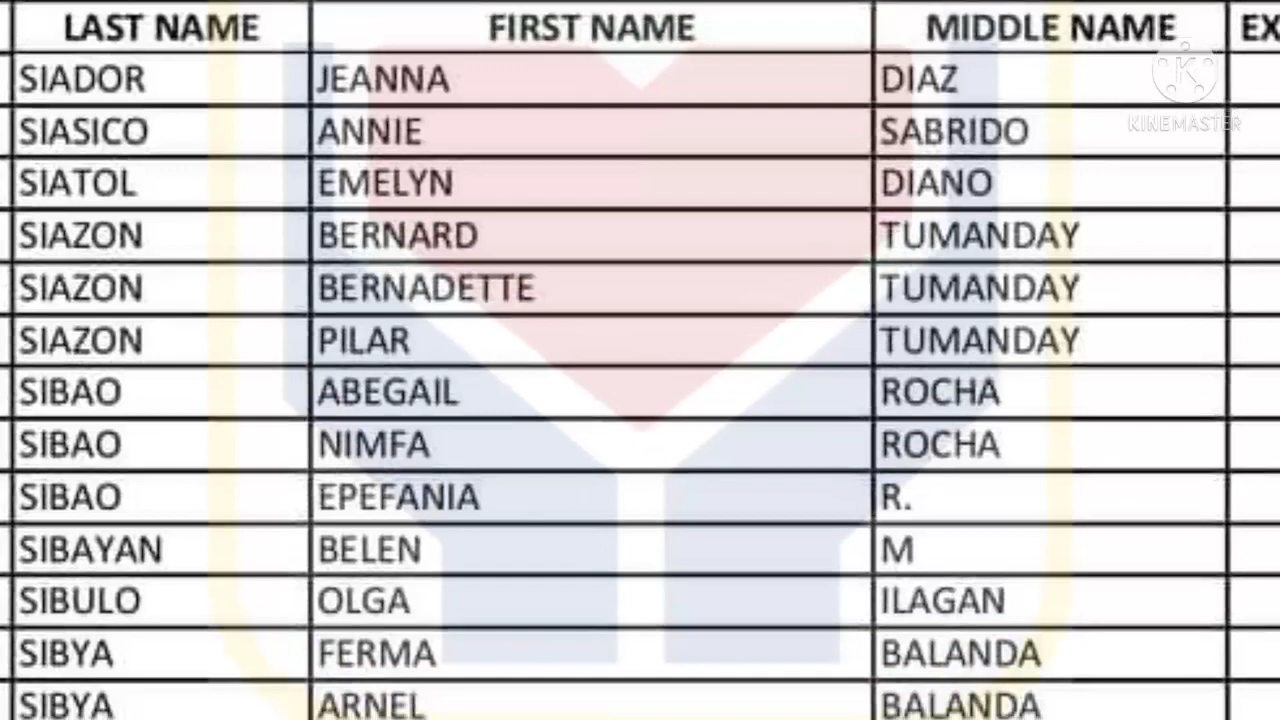 LAST NAME FIRST NAME MIDDLE NAME EX
SIADOR JEANNA DIAZ
SIASICO ANNIE SABRIDO
SIATOL EMELYN DIANO
SIAZON BERNARD TUMANDAY
SIAZON BERNADETTE TUMANDAY
SIAZON PILAR TUMANDAY
SIBAO ABEGAIL ROCHA
SIBAO NIMFA ROCHA
SIBAO EPEFANIA R.
SIBAYAN BELEN M
SIBULO OLGA ILAGAN
SIBYA FERMA BALANDA
SIBYA ARNEL BALANDA
K
KINEMASTER